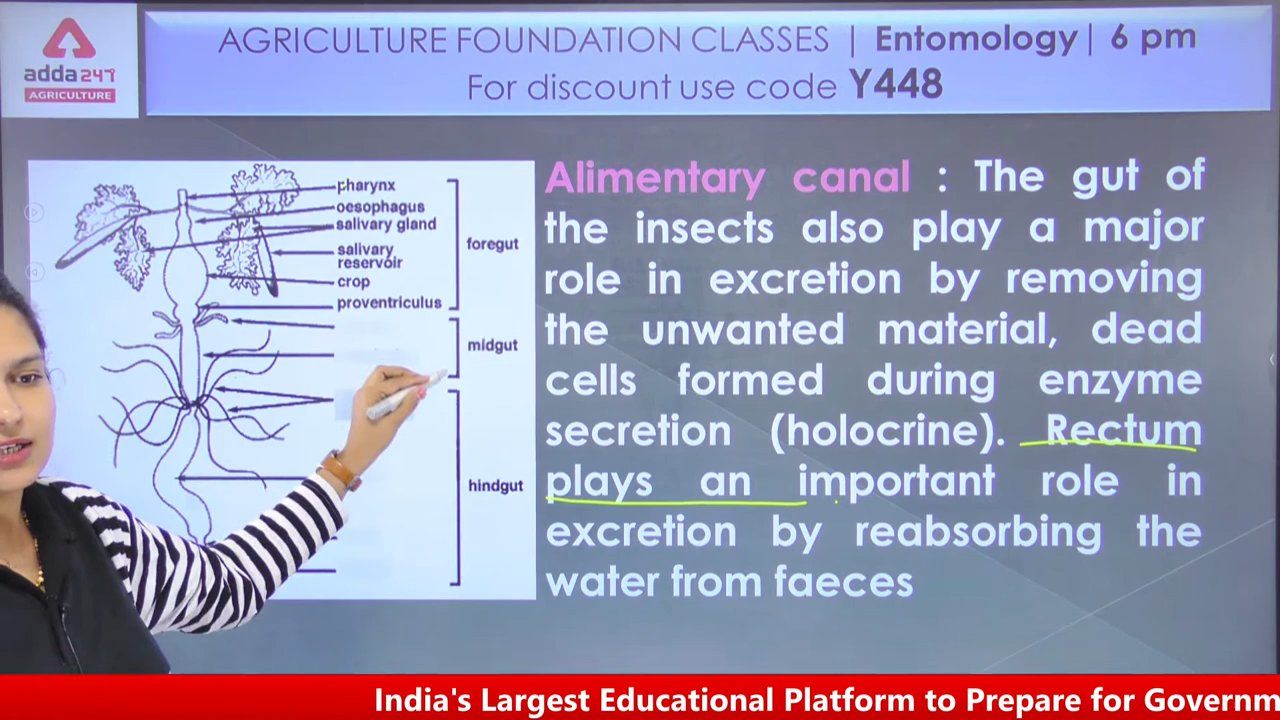 adda247
AGRICULTURE
AGRICULTURE FOUNDATION CLASSES | Entomology | 6 pm
For discount use code Y448
pharynx
oesophagus
salivary gland
salivary
reservoir
crop
proventriculus
foregut
midgut
hindgut
Alimentary canal : The gut of
the insects also play a major
role in excretion by removing
the unwanted material, dead
cells formed during enzyme
secretion (holocrine). Rectum
plays an important role in
excretion by reabsorbing the
water from faeces
India's Largest Educational Platform to Prepare for Governm